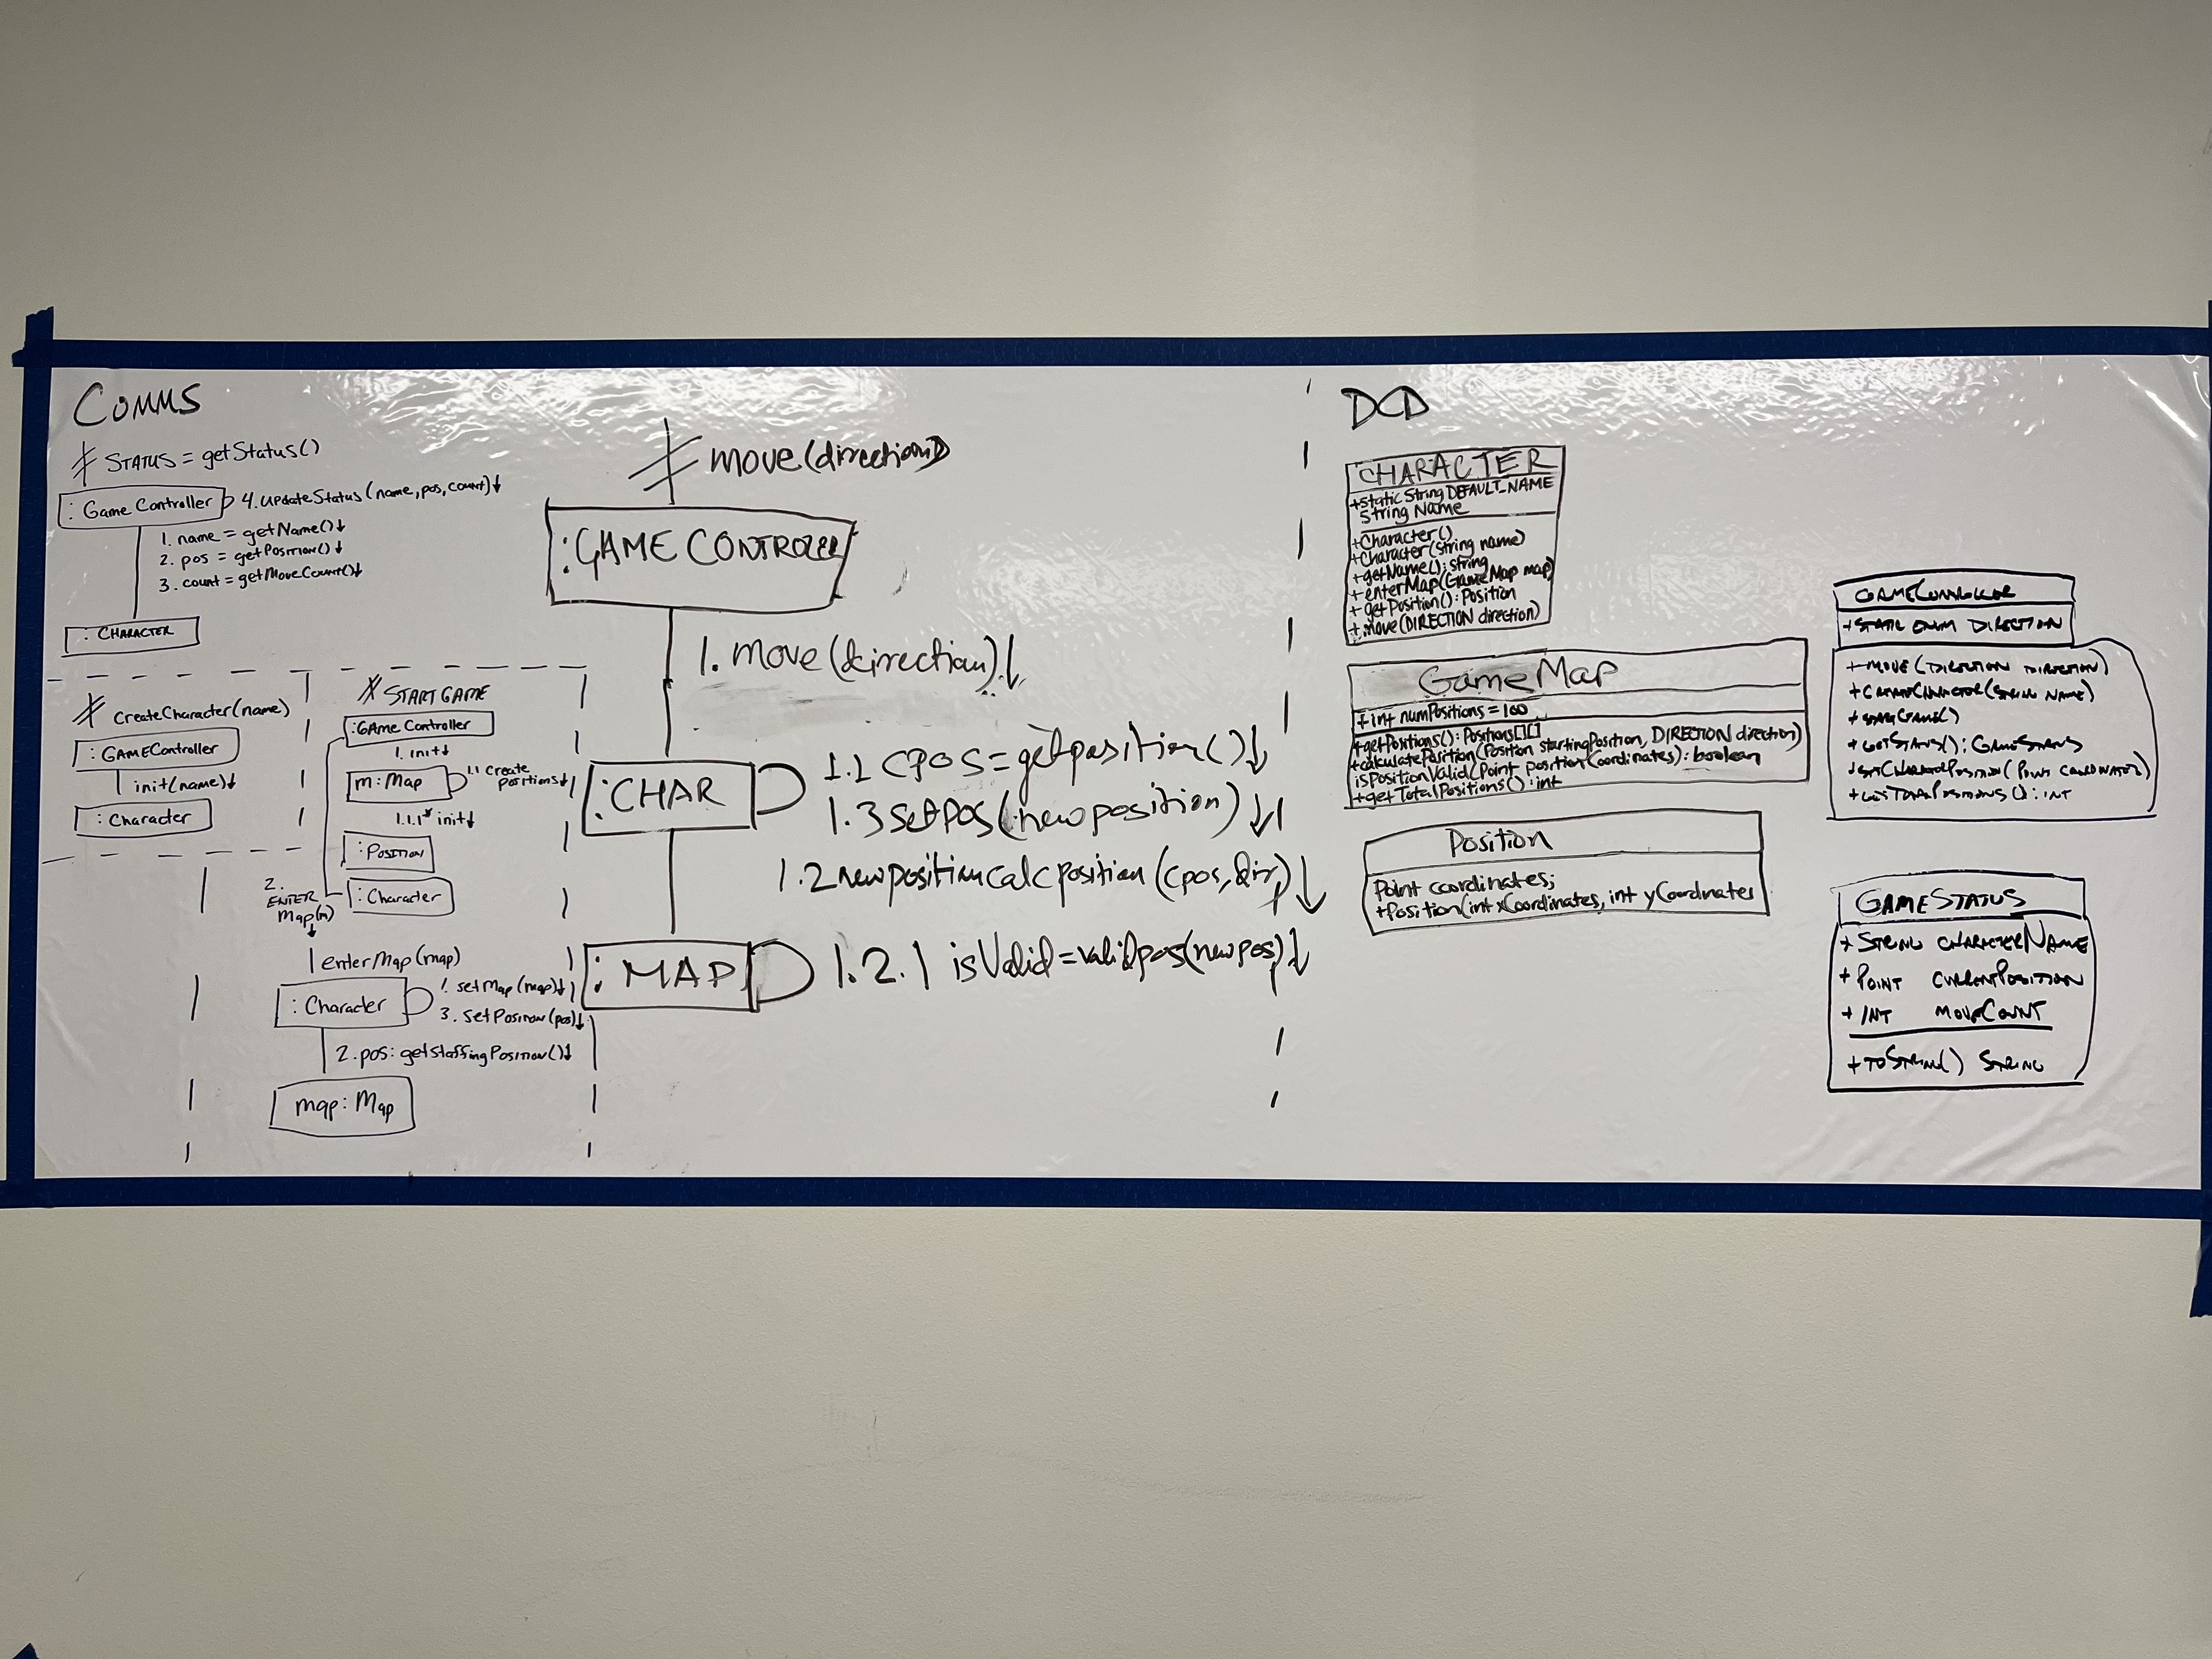 COMMS
STATUS = getStatus()
: Game Controller
4. UpdateStatus (name, pos, count)↓
1. name = getName()↓
2. pos = getPosition()↓
3. count = getMoveCount()↓
: CHARACTER
createCharacter(name)
: GAMEController
init(name)↓
: Character
STARTGAME
:GAme Controller
1. init↓
m: Map
1.1 create
positions↓
1.1.1* init↓
: POSITION
: Character
2.
ENTER
Map(m)
↓
enterMap (map)
: Character
1. setMap (map)↓
3. SetPosition (pos)↓
2. pos: getstaffingPosition()↓
map: Map
move(direction)
:GAME CONTROLER
1. move (direction)↓
:CHAR
1.1 CPOS = getposition()↓
1.3 setPOS (newposition)↓
1.2 newposition calcposition (cpos, dir)↓
: MAP
1.2.1 isValid = validpos(newpos)↓
DCD
CHARACTER
+static String DEFAULT_NAME
String Name
+Character()
+Character(String name)
+getName(): string
+enterMap(GameMap map)
+getPosition(): Position
+move(DIRECTION direction)
GameMap
+int numPositions = 100
+getPositions(): Positions[][]
+calculatePosition(Position startingPosition, DIRECTION direction)
isPositionValid(Point positionCoordinates): boolean
+getTotalPositions(): int
Position
Point coordinates;
+Position(int xCoordinates, int yCoordinates
GAMECONTROLLER
+ STATIC ENUM DIRECTION
+MOVE (DIRECTION DIRECTION)
+CREATECHARACTER(STRING NAME)
+STARTGAME()
+GETSTATUS(): GAMESTATUS
+SETCHARACTERPOSITION( POINT COORDINATES)
+GETTOTALPOSITIONS(): INT
GAMESTATUS
+ STRING CHARACTERNAME
+ POINT CURRENTPOSITION
+ INT MOVECOUNT
+ TOSTRING() STRING